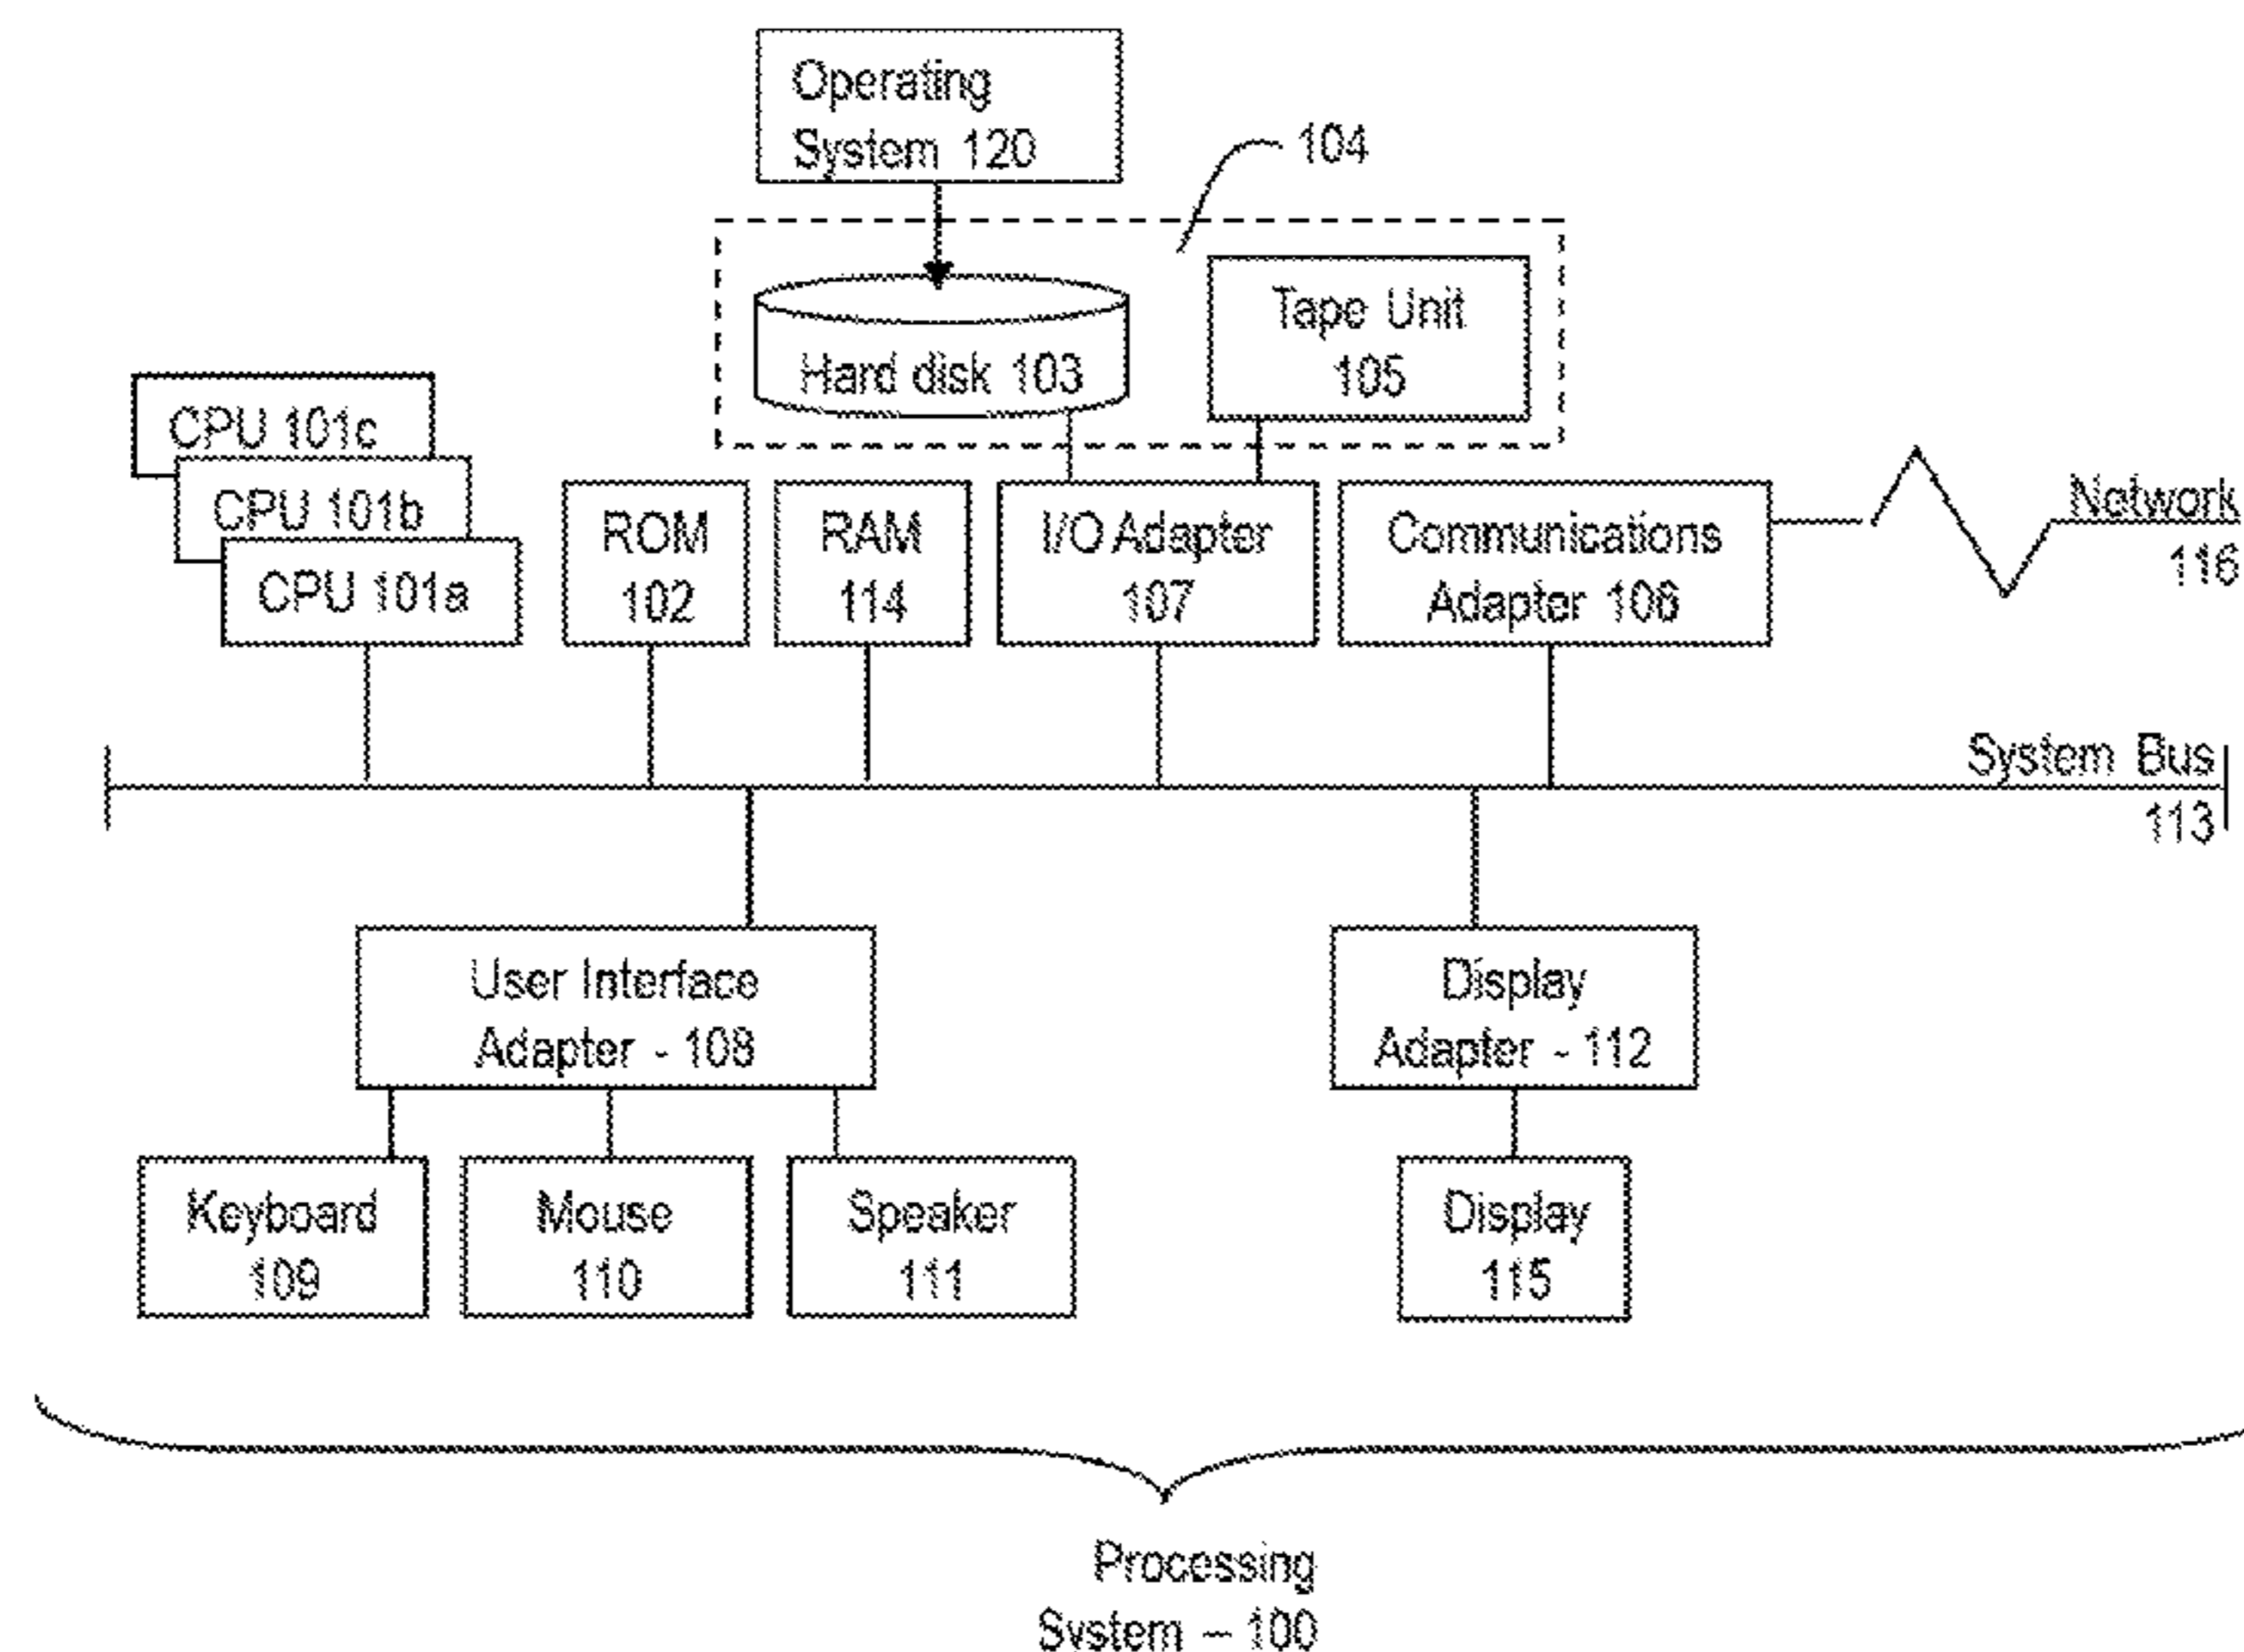 Operating
System 120
104
Hard disk 103
Tape Unit
105
CPU 101c
CPU 101b
CPU 101a
ROM
102
RAM
114
I/O Adapter
107
Communications
Adapter 106
Network
116
System Bus
113
User Interface
Adapter - 108
Display
Adapter - 112
Keyboard
109
Mouse
110
Speaker
111
Display
115
Processing
System – 100